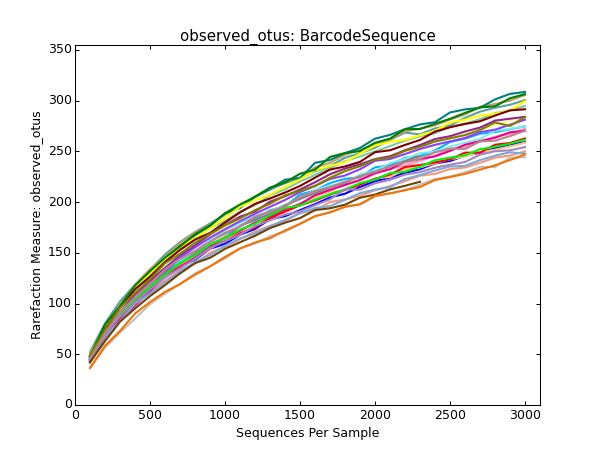 observed_otus: BarcodeSequence
350
300
250
200
150
100
50
0
Rarefaction Measure: observed_otus
0 500 1000 1500 2000 2500 3000
Sequences Per Sample